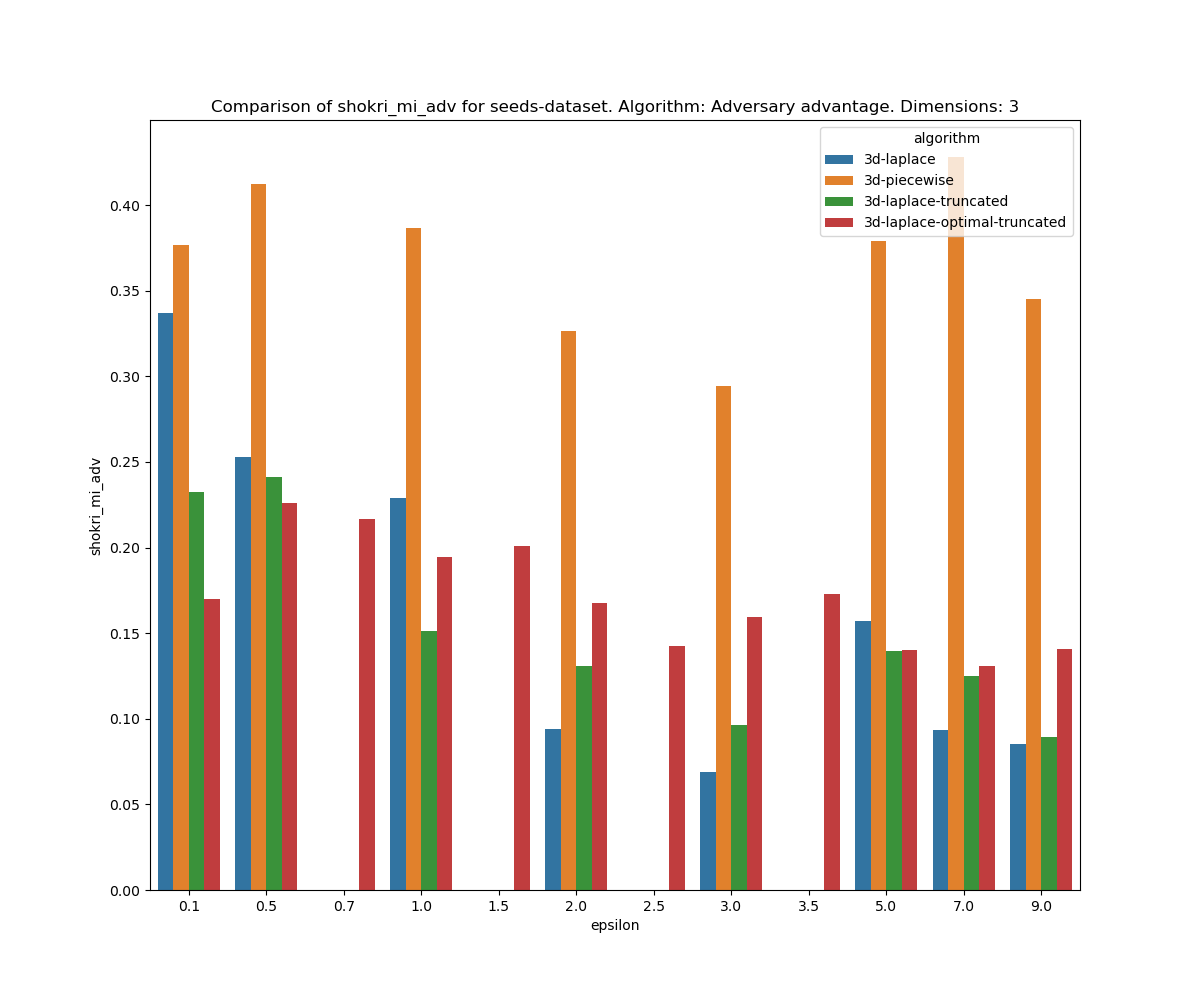 Comparison of shokri_mi_adv for seeds-dataset. Algorithm: Adversary advantage. Dimensions: 3
algorithm
3d-laplace
3d-piecewise
3d-laplace-truncated
3d-laplace-optimal-truncated
0.40
0.35
0.30
0.25
0.20
0.15
0.10
0.05
0.00
shokri_mi_adv
0.1 0.5 0.7 1.0 1.5 2.0 2.5 3.0 3.5 5.0 7.0 9.0
epsilon